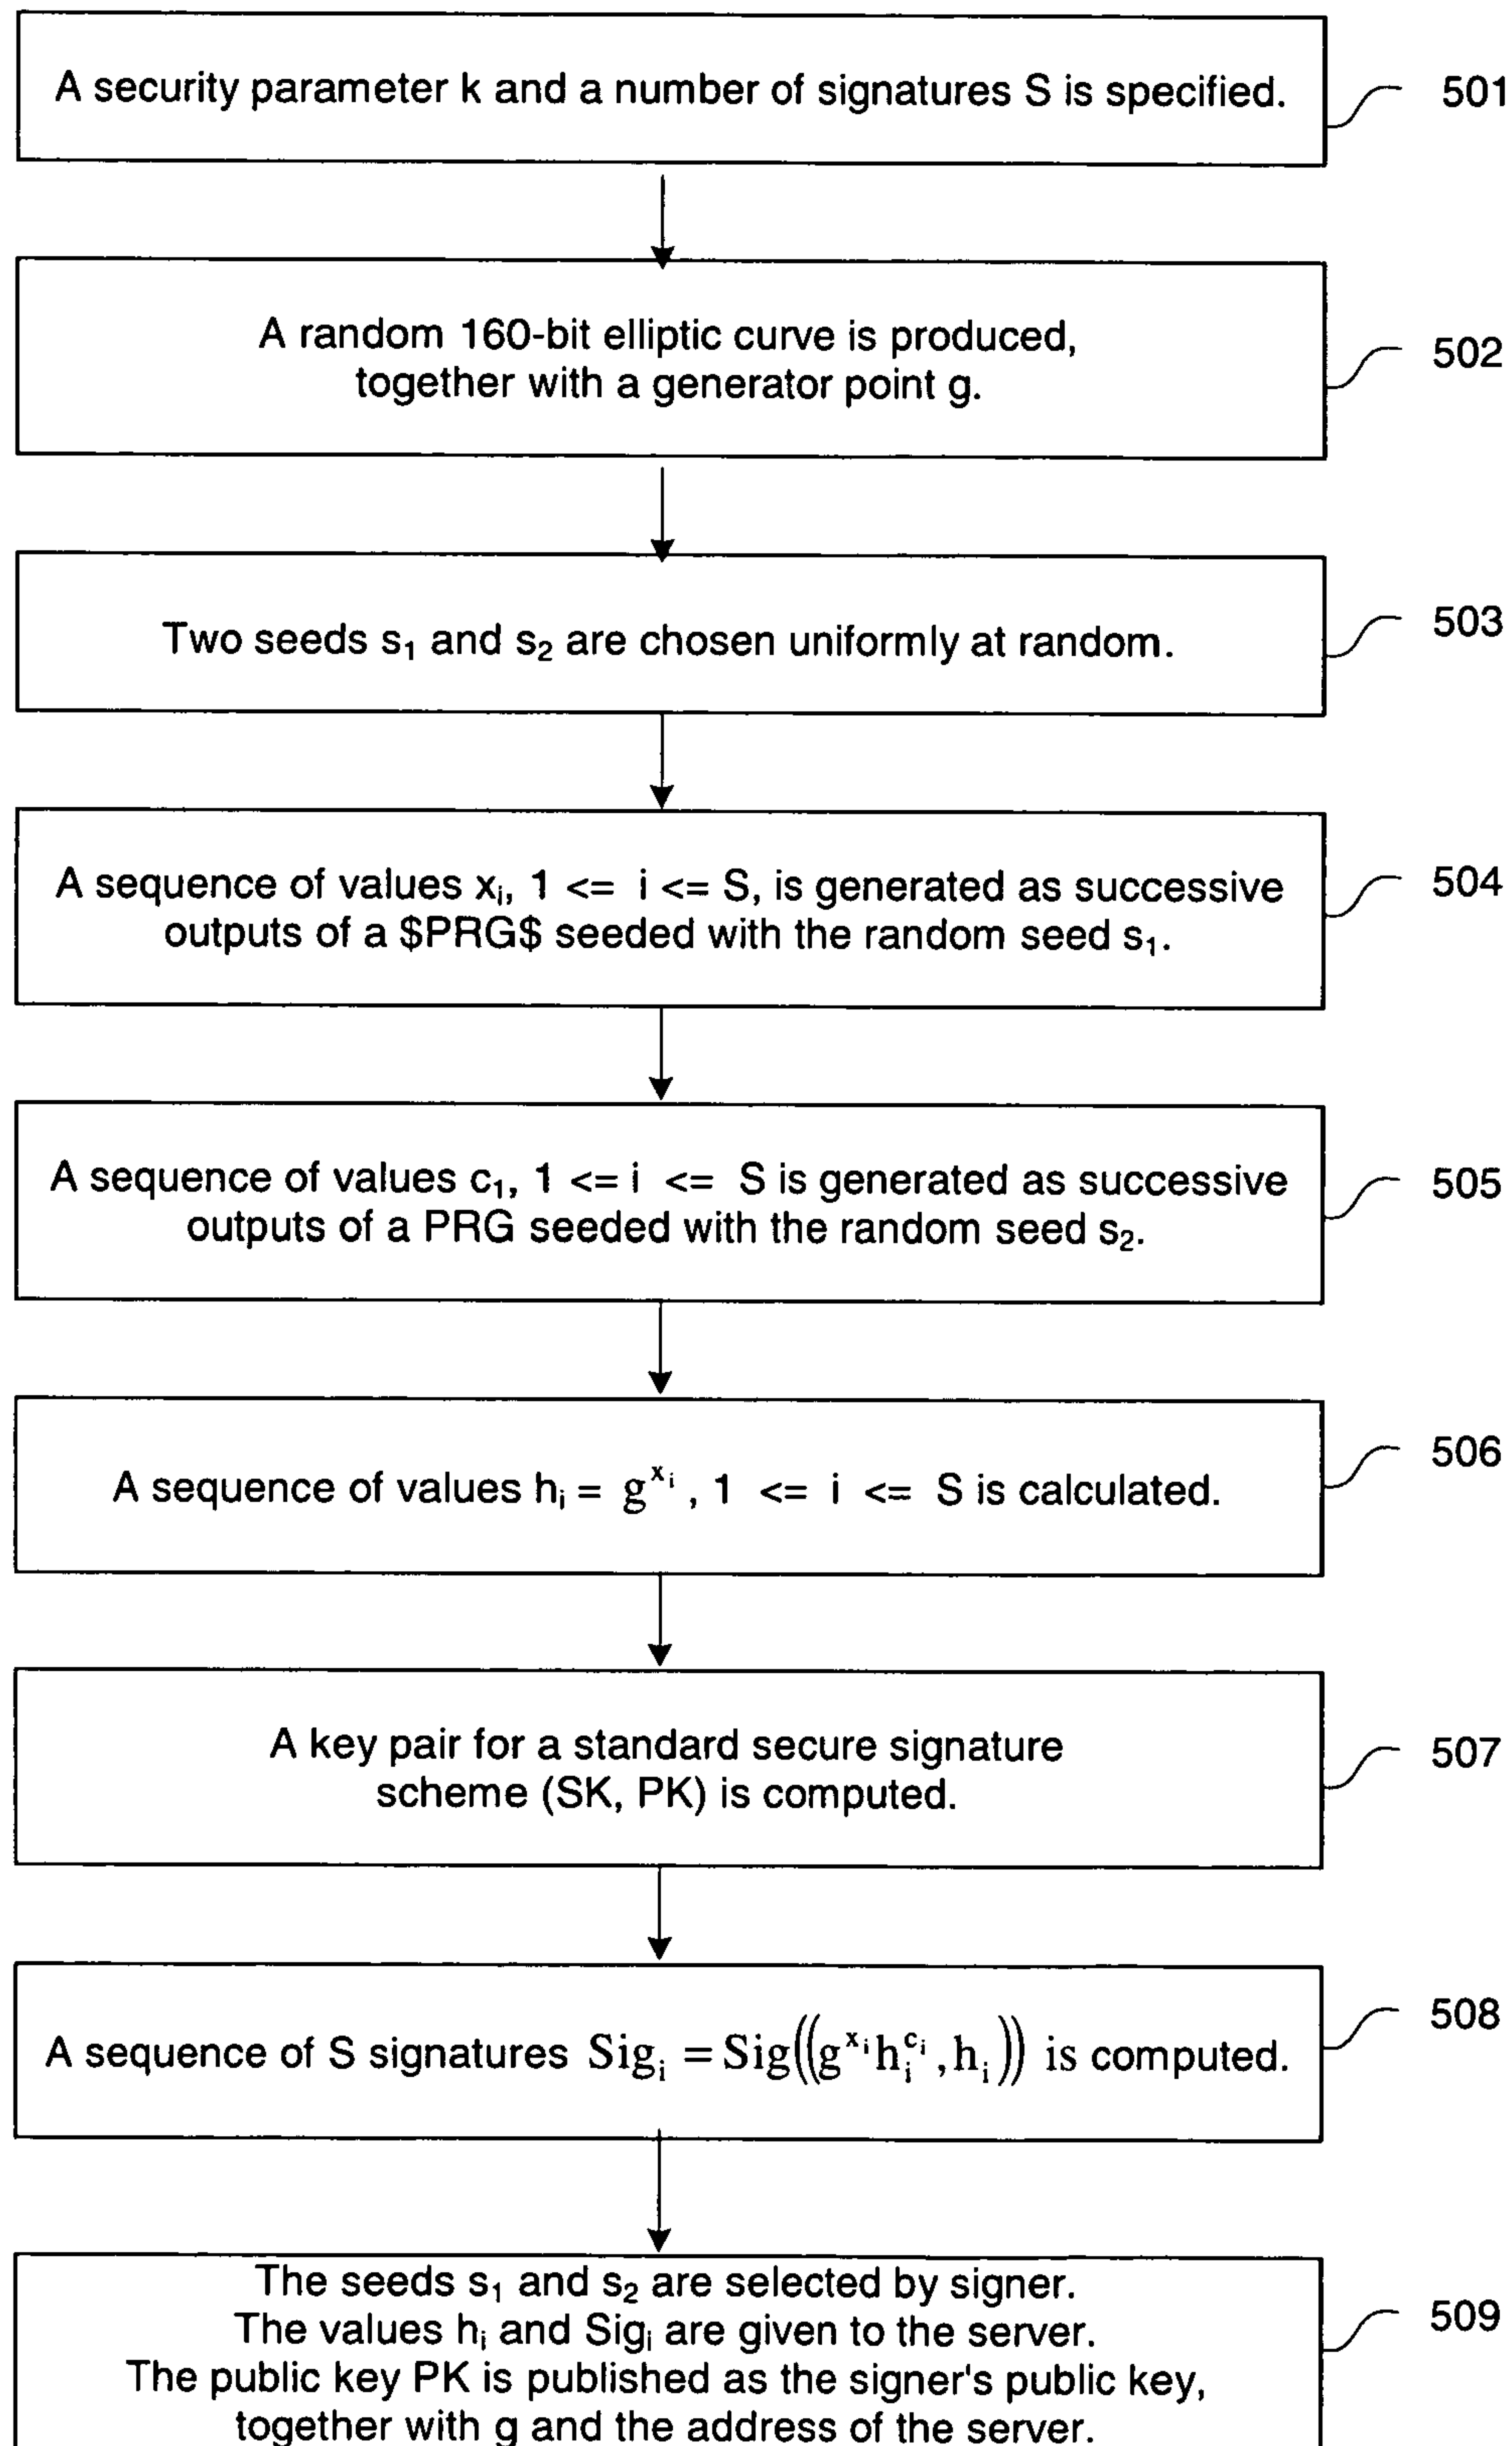 A security parameter k and a number of signatures S is specified.
501
A random 160-bit elliptic curve is produced,
together with a generator point g.
502
Two seeds s₁ and s₂ are chosen uniformly at random.
503
A sequence of values xᵢ, 1 <= i <= S, is generated as successive
outputs of a $PRG$ seeded with the random seed s₁.
504
A sequence of values c₁, 1 <= i <= S is generated as successive
outputs of a PRG seeded with the random seed s₂.
505
A sequence of values hᵢ = g^{xᵢ}, 1 <= i <= S is calculated.
506
A key pair for a standard secure signature
scheme (SK, PK) is computed.
507
A sequence of S signatures Sigᵢ = Sig((g^{xᵢ}hᵢ^{cᵢ}, hᵢ)) is computed.
508
The seeds s₁ and s₂ are selected by signer.
The values hᵢ and Sigᵢ are given to the server.
The public key PK is published as the signer's public key,
together with g and the address of the server.
509